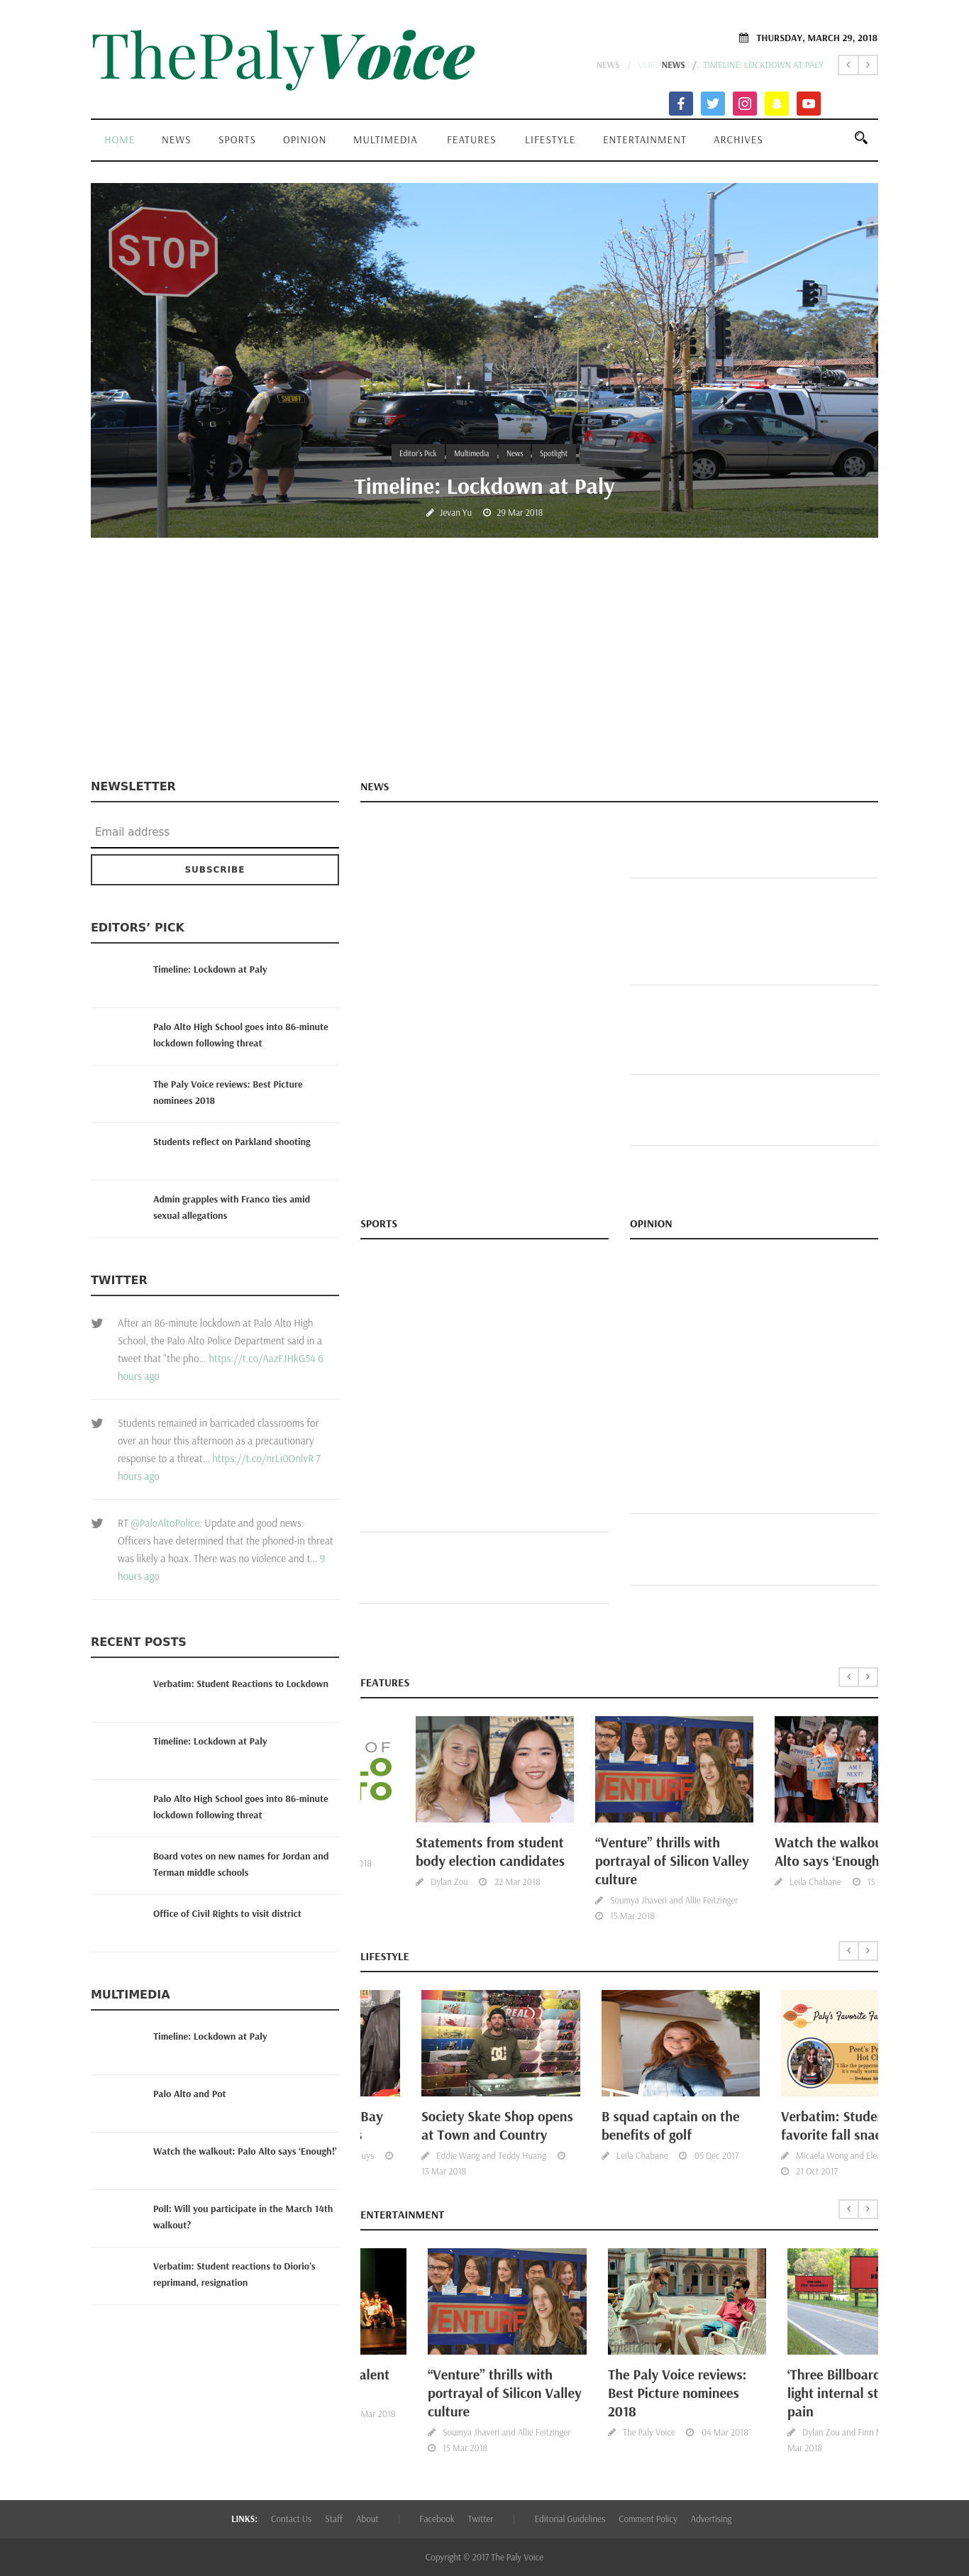 ThePalyVoice
THURSDAY, MARCH 29, 2018
NEWS / NEWS / TIMELINE: LOCKDOWN AT PALY
HOME NEWS SPORTS OPINION MULTIMEDIA FEATURES LIFESTYLE ENTERTAINMENT ARCHIVES
STOP
SHERIFF
Editor's Pick Multimedia News Spotlight
Timeline: Lockdown at Paly
Jevan Yu 29 Mar 2018
NEWSLETTER
Email address
SUBSCRIBE
EDITORS’ PICK
Timeline: Lockdown at Paly
Palo Alto High School goes into 86-minute
lockdown following threat
The Paly Voice reviews: Best Picture
nominees 2018
Students reflect on Parkland shooting
Admin grapples with Franco ties amid
sexual allegations
TWITTER
After an 86-minute lockdown at Palo Alto High
School, the Palo Alto Police Department said in a
tweet that "the pho... https://t.co/AazFJHkG54 6
hours ago
Students remained in barricaded classrooms for
over an hour this afternoon as a precautionary
response to a threat... https://t.co/nrLi0OnlvR 7
hours ago
RT @PaloAltoPolice: Update and good news:
Officers have determined that the phoned-in threat
was likely a hoax. There was no violence and t... 9
hours ago
RECENT POSTS
Verbatim: Student Reactions to Lockdown
Timeline: Lockdown at Paly
Palo Alto High School goes into 86-minute
lockdown following threat
Board votes on new names for Jordan and
Terman middle schools
Office of Civil Rights to visit district
MULTIMEDIA
Timeline: Lockdown at Paly
Palo Alto and Pot
Watch the walkout: Palo Alto says 'Enough!'
Poll: Will you participate in the March 14th
walkout?
Verbatim: Student reactions to Diorio's
reprimand, resignation
NEWS
SPORTS
OPINION
FEATURES
OF
LO
TO
018
Statements from student
body election candidates
Dylan Zou 22 Mar 2018
VENTURE
“Venture” thrills with
portrayal of Silicon Valley
culture
Soumya Jhaveri and Allie Feitzinger
15 Mar 2018
AM I
NEXT?
Watch the walkou
Alto says ‘Enough
Leila Chabane 15
LIFESTYLE
Bay
s
uys
REAL
DC
Society Skate Shop opens
at Town and Country
Eddie Wang and Teddy Huang
13 Mar 2018
B squad captain on the
benefits of golf
Leila Chabane 05 Dec 2017
Paly's Favorite Fa
Peet's Pe
Hot Ch
Verbatim: Studen
favorite fall snac
Micaela Wong and Elea
21 Oct 2017
ENTERTAINMENT
alent
Mar 2018
VENTURE
“Venture” thrills with
portrayal of Silicon Valley
culture
Soumya Jhaveri and Allie Feitzinger
15 Mar 2018
The Paly Voice reviews:
Best Picture nominees
2018
The Paly Voice 04 Mar 2018
‘Three Billboard
light internal st
pain
Dylan Zou and Finn
Mar 2018
LINKS: Contact Us Staff About | Facebook Twitter | Editorial Guidelines Comment Policy Advertising
Copyright © 2017 The Paly Voice